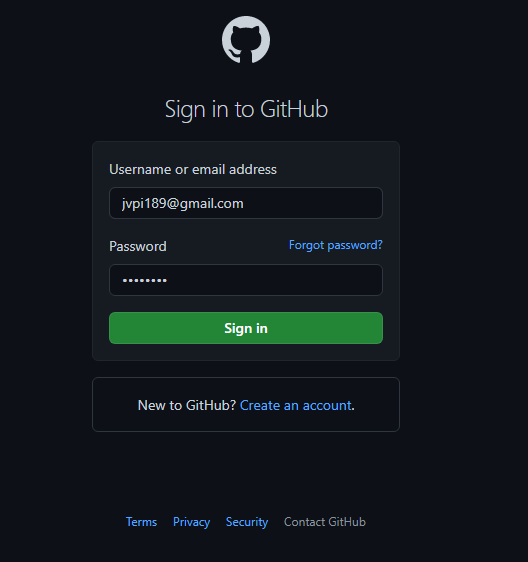 Sign in to GitHub
Username or email address
jvpi189@gmail.com
Password Forgot password?
••••••••
Sign in
New to GitHub? Create an account.
Terms Privacy Security Contact GitHub